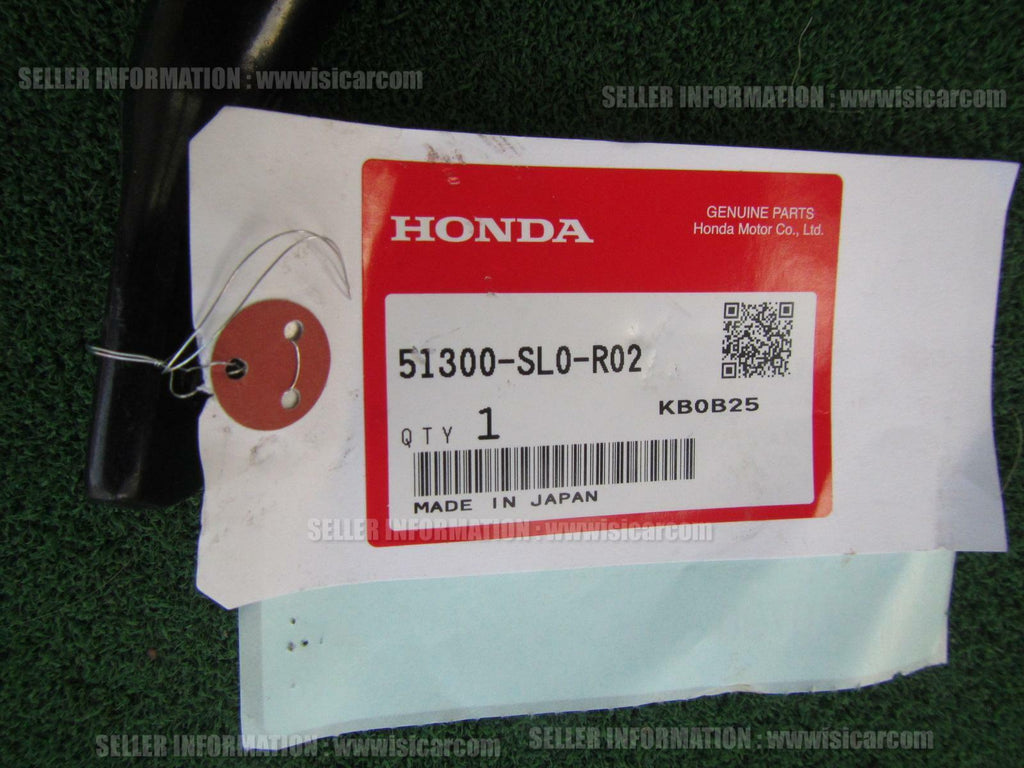 SELLER INFORMATION : wwwisicarcom
SELLER INFORMATION : wwwisicarcom
HONDA
GENUINE PARTS
Honda Motor Co., Ltd.
51300-SL0-R02
KB0B25
QTY 1
MADE IN JAPAN
SELLER INFORMATION : wwwisicarcom
SELLER INFORMATION : wwwisicarcom
SELLER INFORMATION : wwwisicarcom